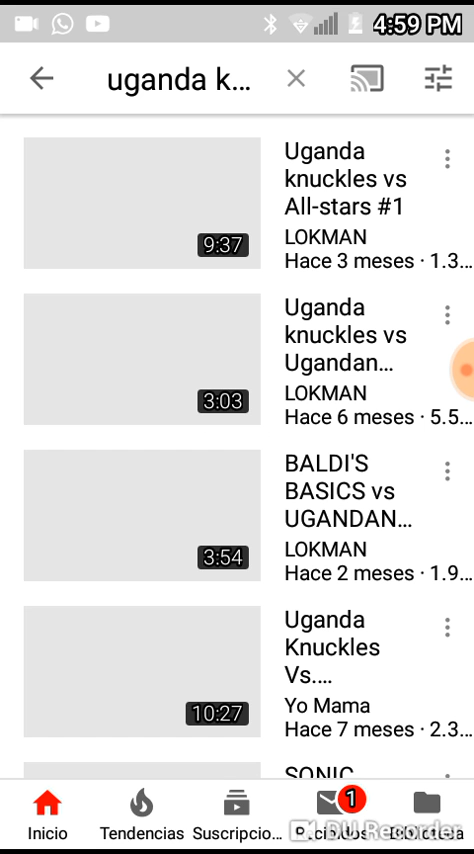 4:59 PM
uganda k...
Uganda
knuckles vs
All-stars #1
LOKMAN
Hace 3 meses · 1.3...
9:37
Uganda
knuckles vs
Ugandan...
LOKMAN
Hace 6 meses · 5.5...
3:03
BALDI'S
BASICS vs
UGANDAN...
LOKMAN
Hace 2 meses · 1.9...
3:54
Uganda
Knuckles
Vs....
Yo Mama
Hace 7 meses · 2.3...
10:27
SONIC
1
Inicio Tendencias Suscripcio... Recibidos Biblioteca
DU Recorder